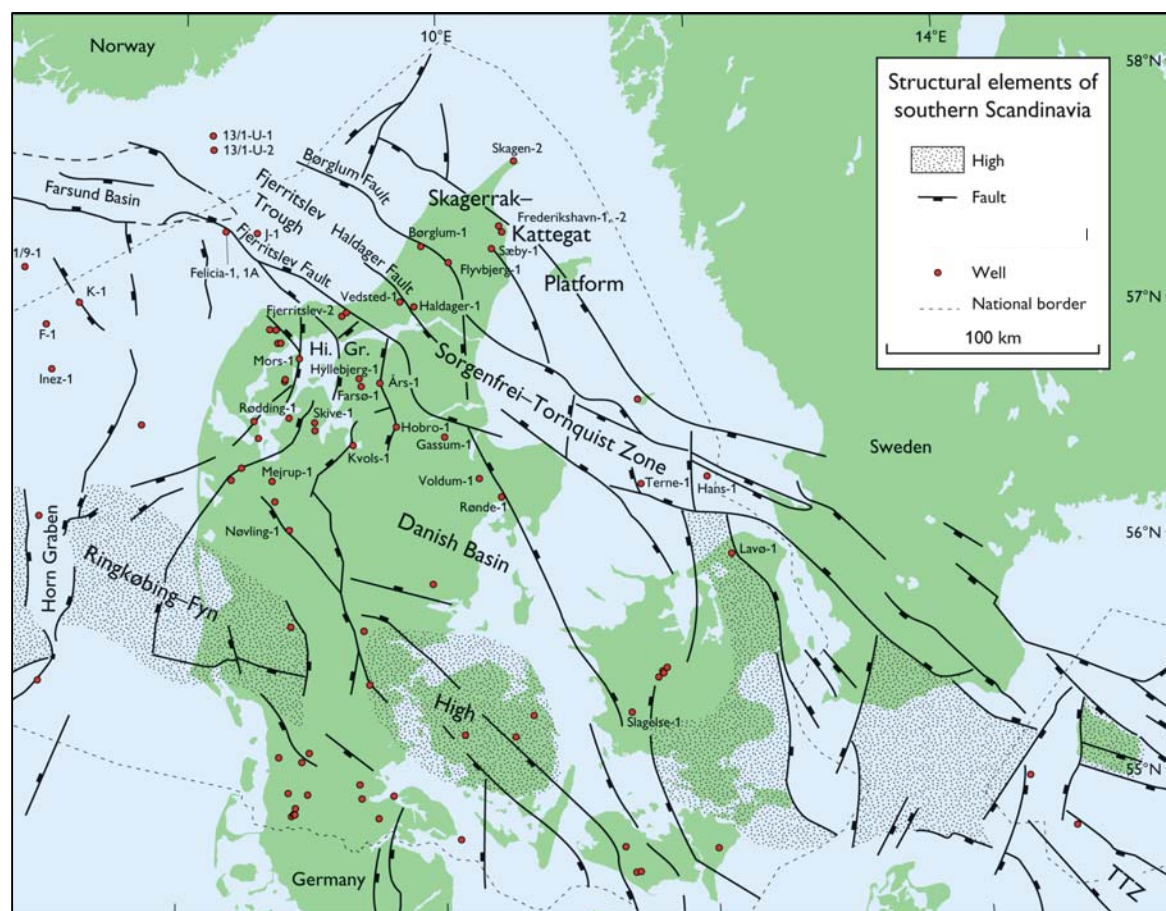 10°E
14°E
58°N
Norway
Structural elements of
southern Scandinavia
High
Fault
Well
National border
100 km
13/1-U-1
13/1-U-2
Skagen-2
Børglum Fault
Fjerritslev
Trough
Farsund Basin
Skagerrak–
Kattegat
Platform
Frederikshavn-1, -2
Haldager Fault
Børglum-1
Sæby-1
J-1
Fjerritslev Fault
Flyvbjerg-1
1/9-1
Felicia-1, 1A
K-1
Vedsted-1
Haldager-1
57°N
Fjerritslev-2
F-1
Hi. Gr.
Mors-1
Inez-1
Hyllebjerg-1
Års-1
Farsø-1
Sorgenfrei–Tornquist Zone
Rødding-1
Skive-1
Hobro-1
Gassum-1
Kvols-1
Sweden
Mejrup-1
Voldum-1
Terne-1
Hans-1
Rønde-1
Nøvling-1
Danish Basin
56°N
Horn Graben
Lavø-1
Ringkøbing–Fyn
High
Slagelse-1
55°N
Germany
TTZ